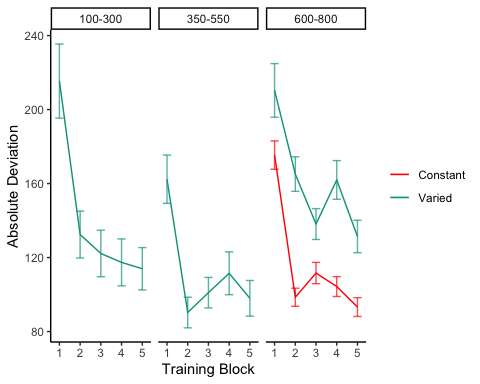 100-300 350-550 600-800
240
200
160
120
80
Absolute Deviation
1 2 3 4 5 1 2 3 4 5 1 2 3 4 5
Training Block
Constant
Varied